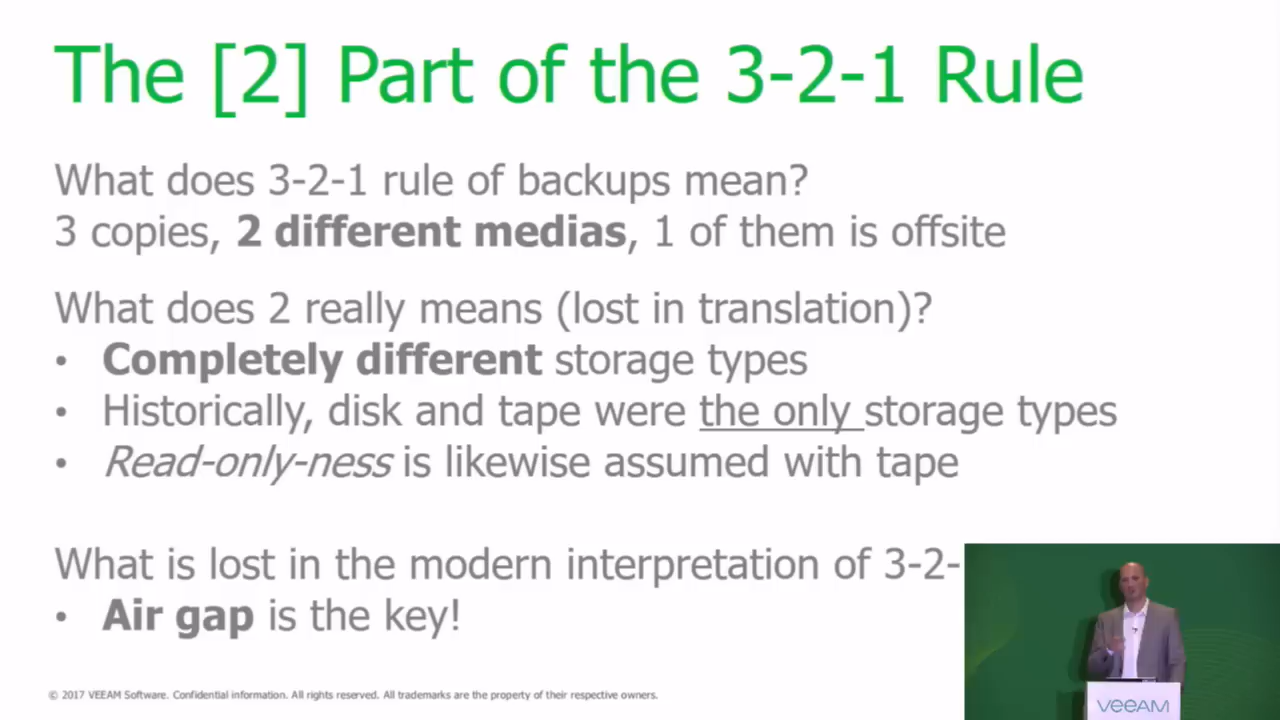 The [2] Part of the 3-2-1 Rule
What does 3-2-1 rule of backups mean?
3 copies, 2 different medias, 1 of them is offsite
What does 2 really means (lost in translation)?
• Completely different storage types
• Historically, disk and tape were the only storage types
• Read-only-ness is likewise assumed with tape
What is lost in the modern interpretation of 3-2-
• Air gap is the key!
© 2017 VEEAM Software. Confidential information. All rights reserved. All trademarks are the property of their respective owners.
VEEAM